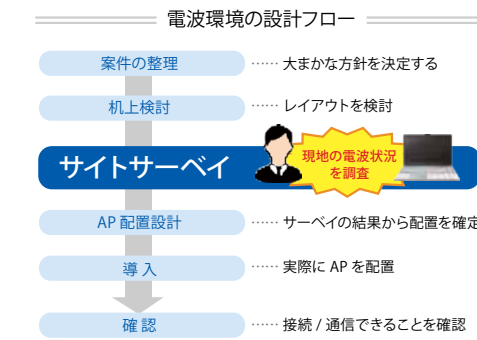 電波環境の設計フロー
案件の整理 …… 大まかな方針を決定する
机上検討 …… レイアウトを検討
サイトサーベイ
現地の電波状況
を調査
AP 配置設計 …… サーベイの結果から配置を確定
導入 …… 実際に AP を配置
確認 …… 接続 / 通信できることを確認